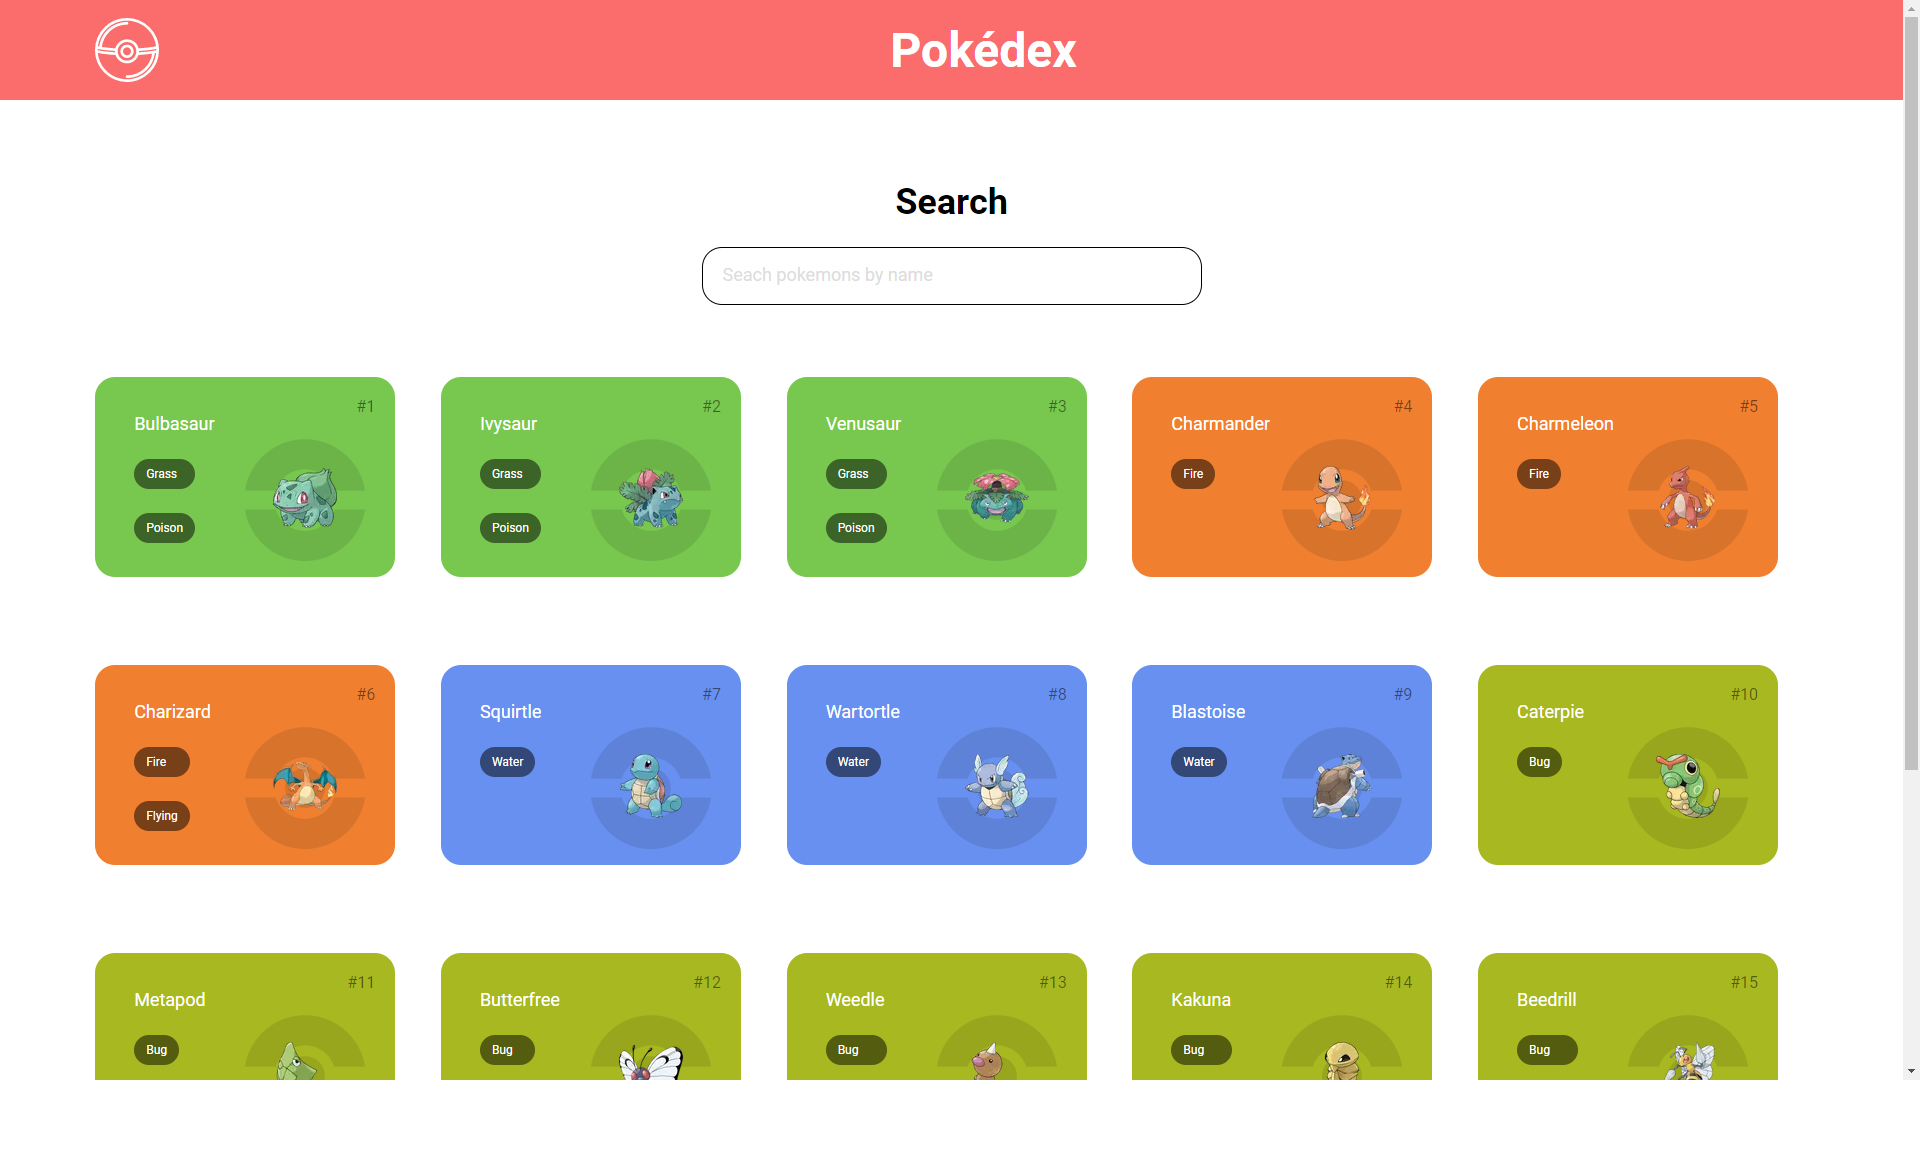 Pokédex
Search
Seach pokemons by name
#1
Bulbasaur
Grass
Poison
#2
Ivysaur
Grass
Poison
#3
Venusaur
Grass
Poison
#4
Charmander
Fire
#5
Charmeleon
Fire
#6
Charizard
Fire
Flying
#7
Squirtle
Water
#8
Wartortle
Water
#9
Blastoise
Water
#10
Caterpie
Bug
#11
Metapod
Bug
#12
Butterfree
Bug
#13
Weedle
Bug
#14
Kakuna
Bug
#15
Beedrill
Bug